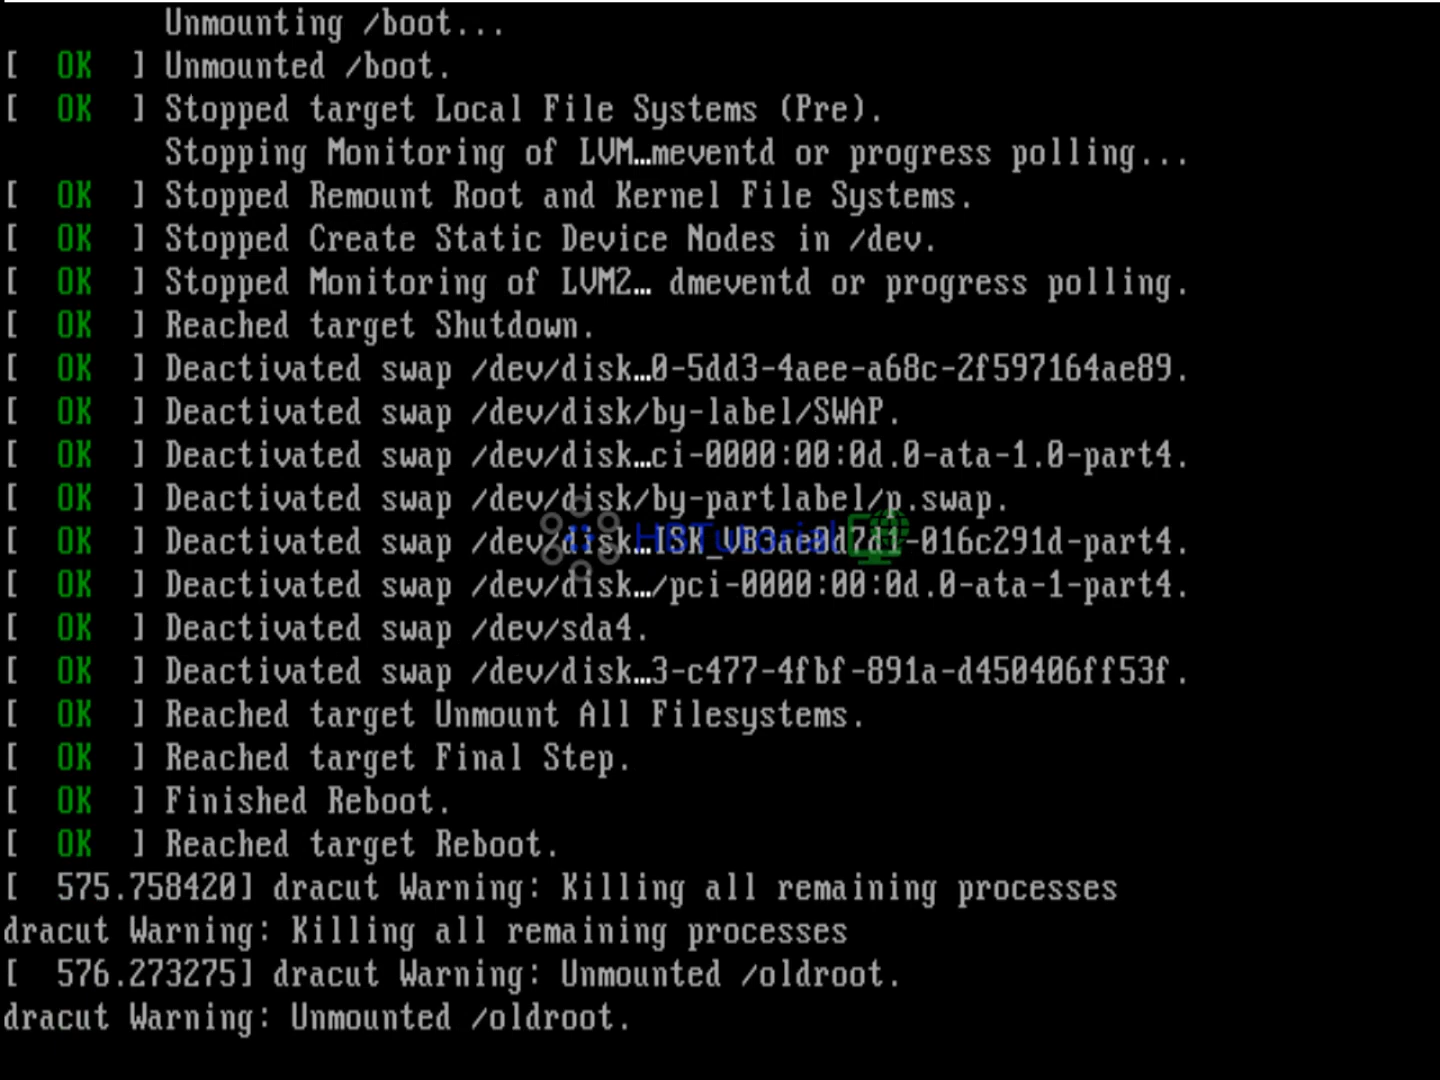 Unmounting /boot...
[  OK  ] Unmounted /boot.
[  OK  ] Stopped target Local File Systems (Pre).
Stopping Monitoring of LVM…meventd or progress polling...
[  OK  ] Stopped Remount Root and Kernel File Systems.
[  OK  ] Stopped Create Static Device Nodes in /dev.
[  OK  ] Stopped Monitoring of LVM2… dmeventd or progress polling.
[  OK  ] Reached target Shutdown.
[  OK  ] Deactivated swap /dev/disk…0-5dd3-4aee-a68c-2f597164ae89.
[  OK  ] Deactivated swap /dev/disk/by-label/SWAP.
[  OK  ] Deactivated swap /dev/disk…ci-0000:00:0d.0-ata-1.0-part4.
[  OK  ] Deactivated swap /dev/disk/by-partlabel/p.swap.
[  OK  ] Deactivated swap /dev/disk…ISK_VB3ae0d7d1-016c291d-part4.
HBTutorial
[  OK  ] Deactivated swap /dev/disk…/pci-0000:00:0d.0-ata-1-part4.
[  OK  ] Deactivated swap /dev/sda4.
[  OK  ] Deactivated swap /dev/disk…3-c477-4fbf-891a-d450406ff53f.
[  OK  ] Reached target Unmount All Filesystems.
[  OK  ] Reached target Final Step.
[  OK  ] Finished Reboot.
[  OK  ] Reached target Reboot.
[  575.758420] dracut Warning: Killing all remaining processes
dracut Warning: Killing all remaining processes
[  576.273275] dracut Warning: Unmounted /oldroot.
dracut Warning: Unmounted /oldroot.